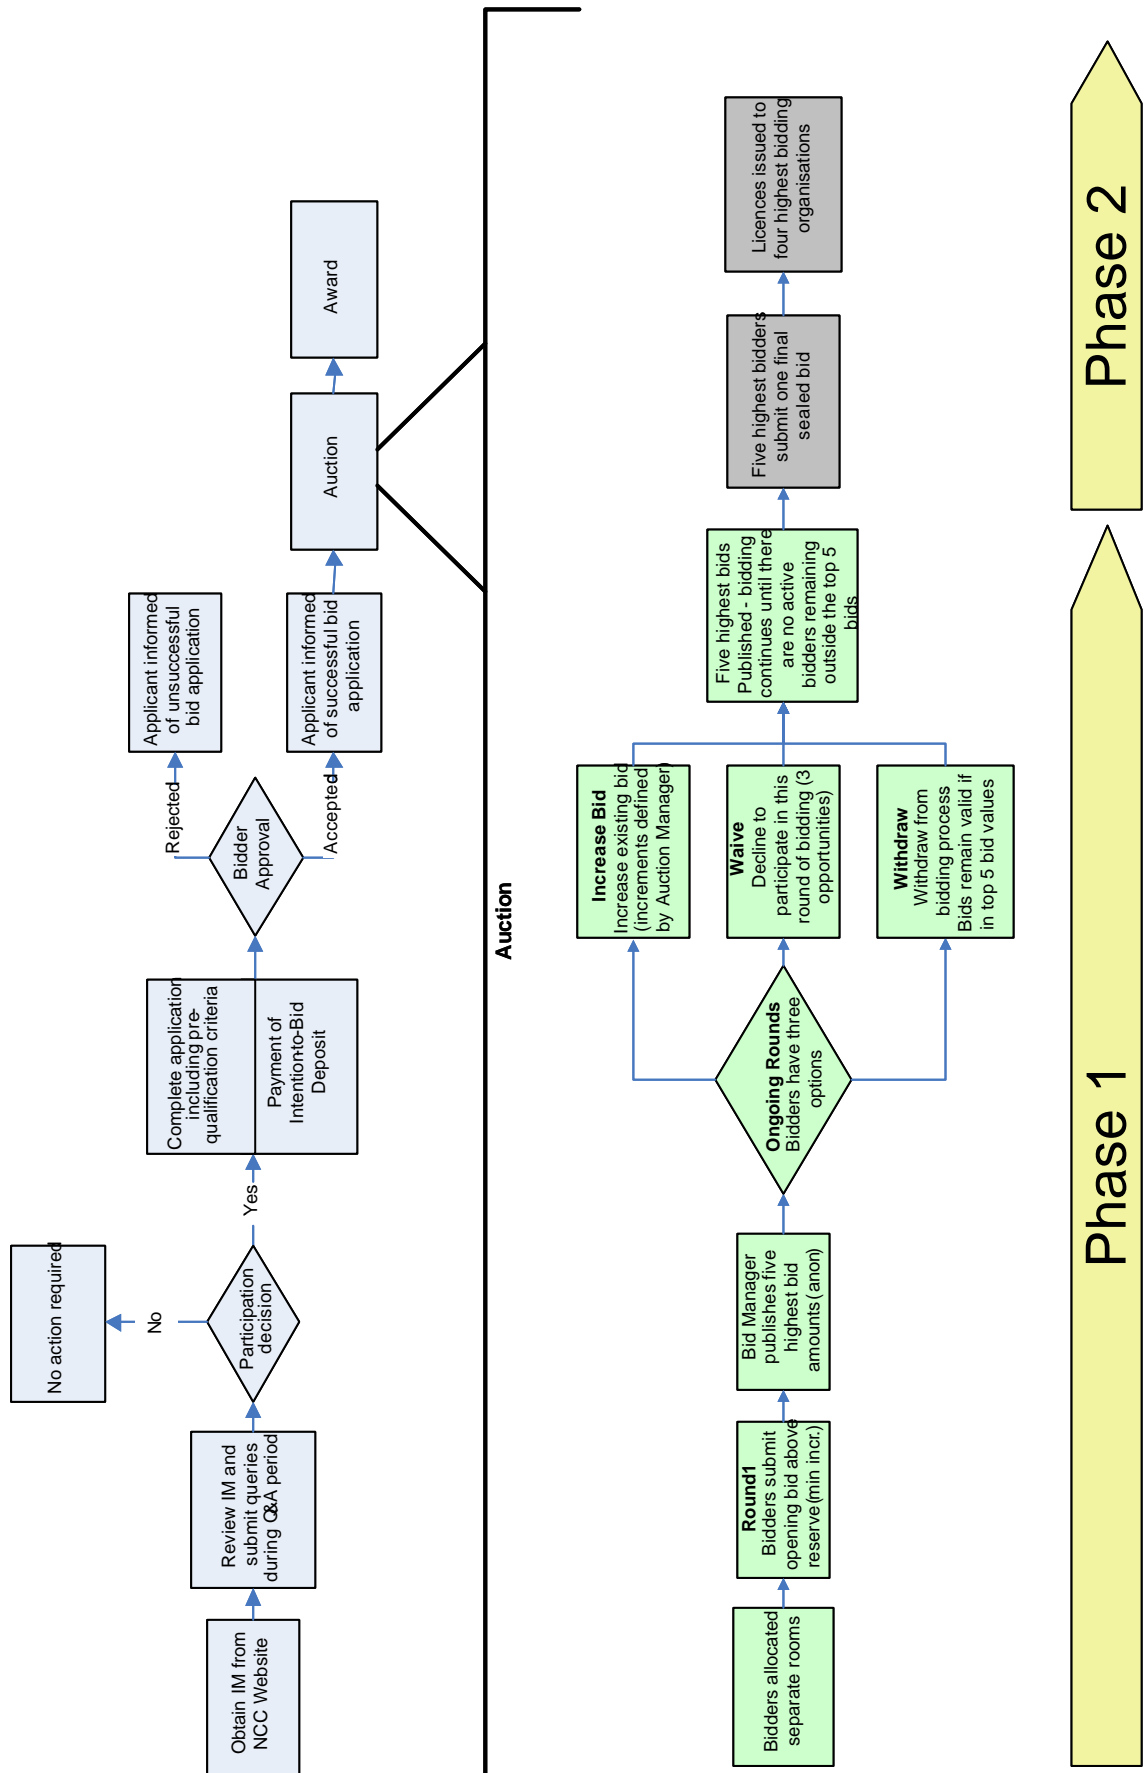 Obtain IM from
NCC Website
Review IM and
submit queries
during Q&A period
Participation
decision
No
No action required
Yes
Complete application
including pre-
qualification criteria
Payment of
Intention-to-Bid
Deposit
Bidder
Approval
Rejected
Applicant informed
of unsuccessful
bid application
Accepted
Applicant informed
of successful bid
application
Auction
Award
Auction
Bidders allocated
separate rooms
Round1
Bidders submit
opening bid above
reserve(min incr.)
Bid Manager
publishes five
highest bid
amounts(anon)
Ongoing Rounds
Bidders have three
options
Increase Bid
Increase existing bid
(increments defined
by Auction Manager)
Waive
Decline to
participate in this
round of bidding (3
opportunities)
Withdraw
Withdraw from
bidding process
Bids remain valid if
in top 5 bid values
Five highest bids
Published - bidding
continues until there
are no active
bidders remaining
outside the top 5
bids
Five highest bidders
submit one final
sealed bid
Licences issued to
four highest bidding
organisations
Phase 1
Phase 2